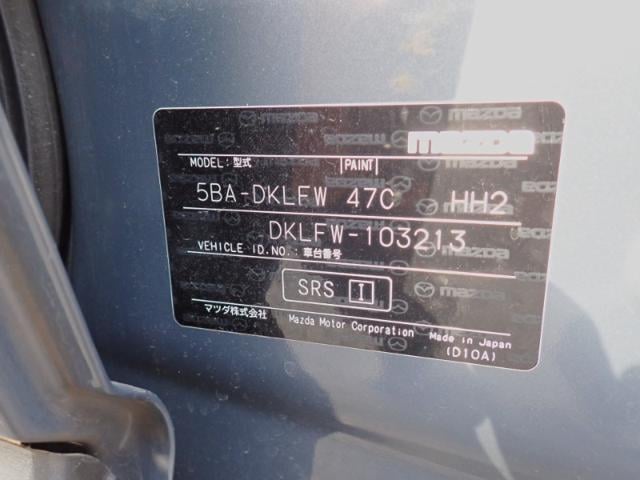 mazda
MODEL: 型式 PAINT
5BA-DKLFW 47C HH2
DKLFW-103213
VEHICLE ID.NO.:車台番号
SRS I
マツダ株式会社 Mazda Motor Corporation Made in Japan
(D10A)